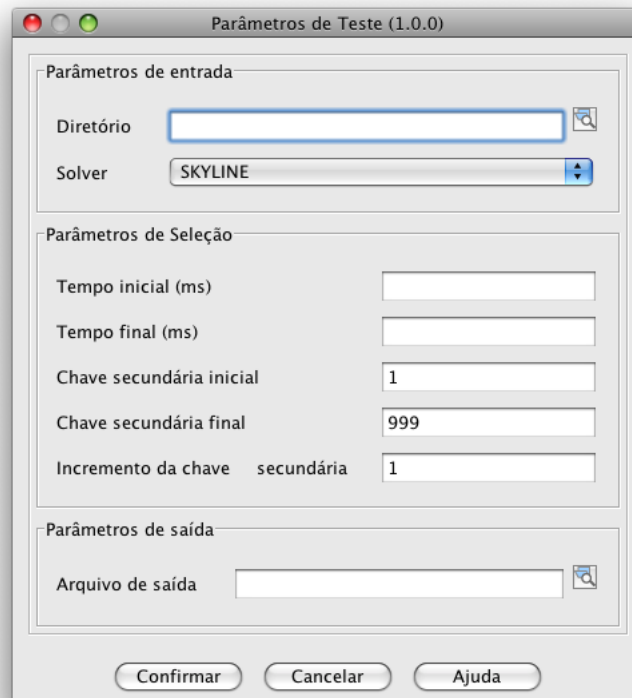 Parâmetros de Teste (1.0.0)
Parâmetros de entrada
Diretório
Solver SKYLINE
Parâmetros de Seleção
Tempo inicial (ms)
Tempo final (ms)
Chave secundária inicial 1
Chave secundária final 999
Incremento da chave secundária 1
Parâmetros de saída
Arquivo de saída
Confirmar Cancelar Ajuda